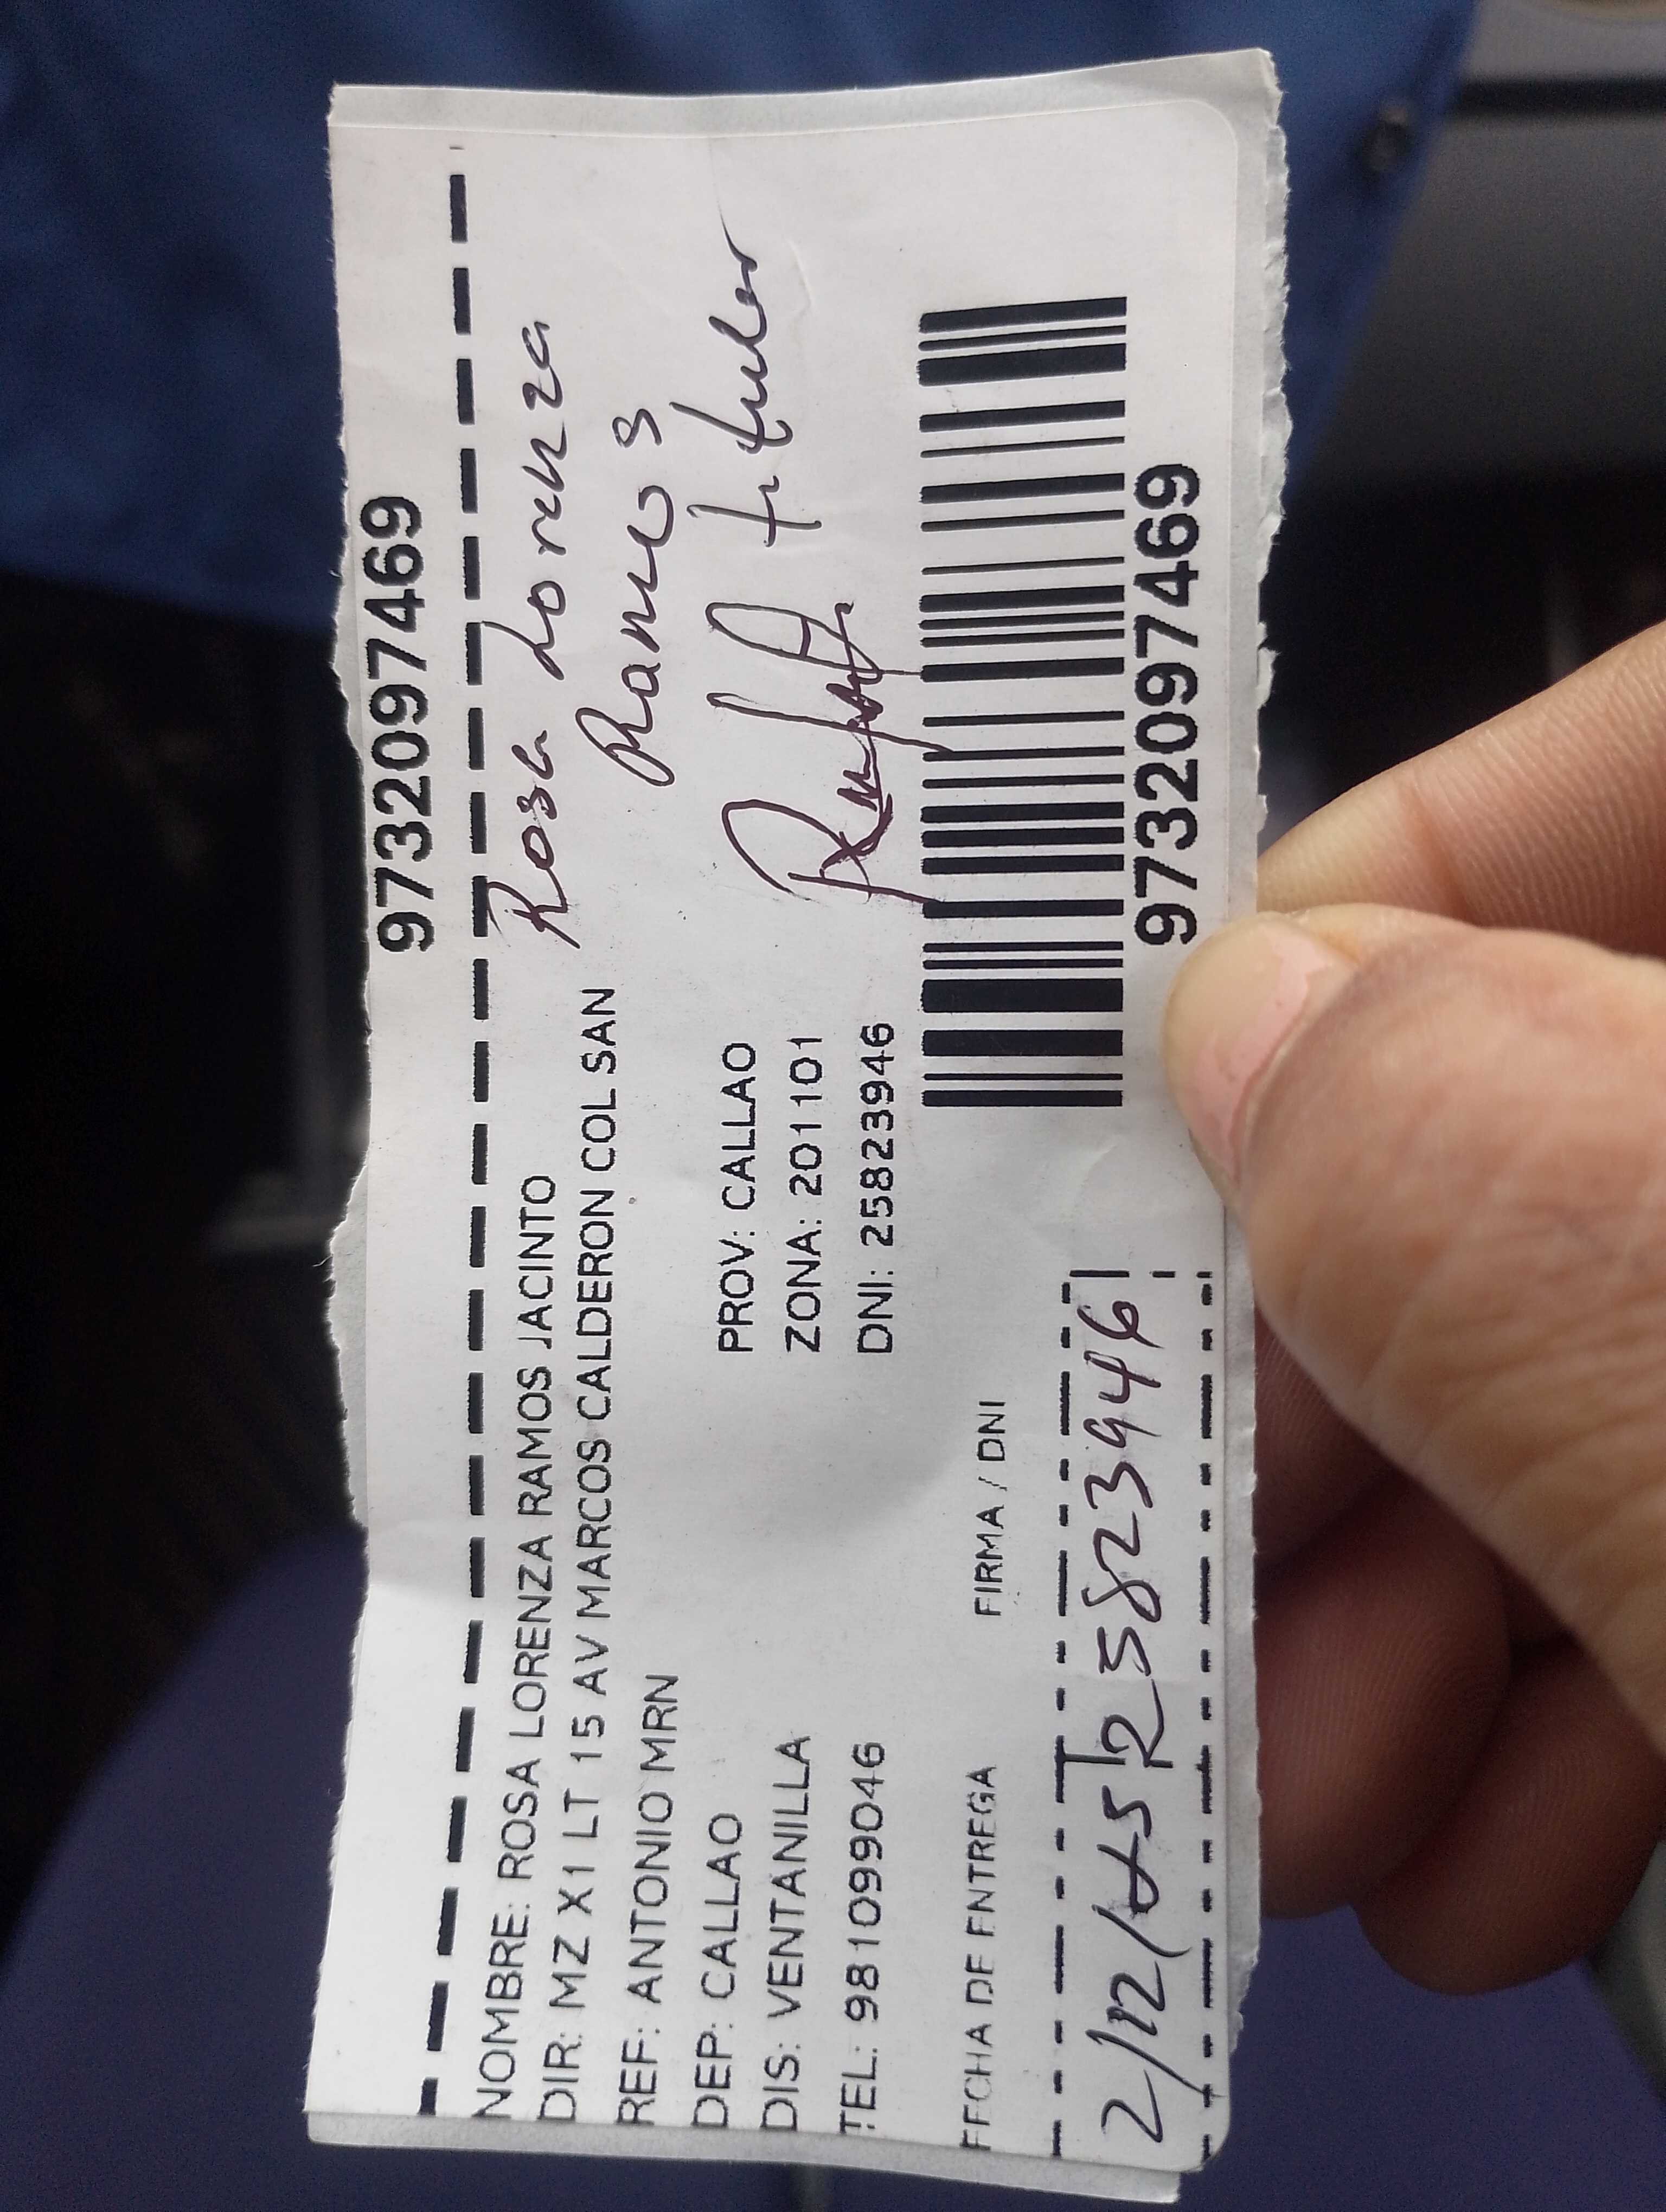 9732097469
NOMBRE: ROSA LORENZA RAMOS JACINTO
DIR: MZ X1 LT 15 AV MARCOS CALDERON COL SAN
REF: ANTONIO MRN
DEP: CALLAO PROV: CALLAO
DIS: VENTANILLA ZONA: 2011101
TEL: 981099046 DNI: 25823946
Rosa Lorenza
Ramos
titular
9732097469
FECHA DE ENTREGA FIRMA / DNI
2/12/ 25823946